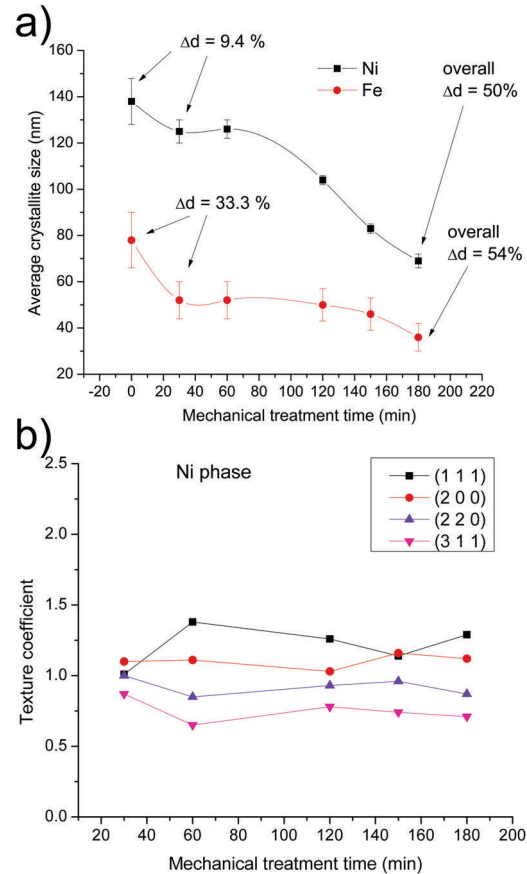 a)
160
140
120
100
80
60
40
20
Average crystallite size (nm)
Δd = 9.4 %
Ni
Fe
overall
Δd = 50%
Δd = 33.3 %
overall
Δd = 54%
-20 0 20 40 60 80 100 120 140 160 180 200 220
Mechanical treatment time (min)
b)
2.5
2.0
1.5
1.0
0.5
0.0
Texture coefficient
Ni phase
(1 1 1)
(2 0 0)
(2 2 0)
(3 1 1)
20 40 60 80 100 120 140 160 180
Mechanical treatment time (min)